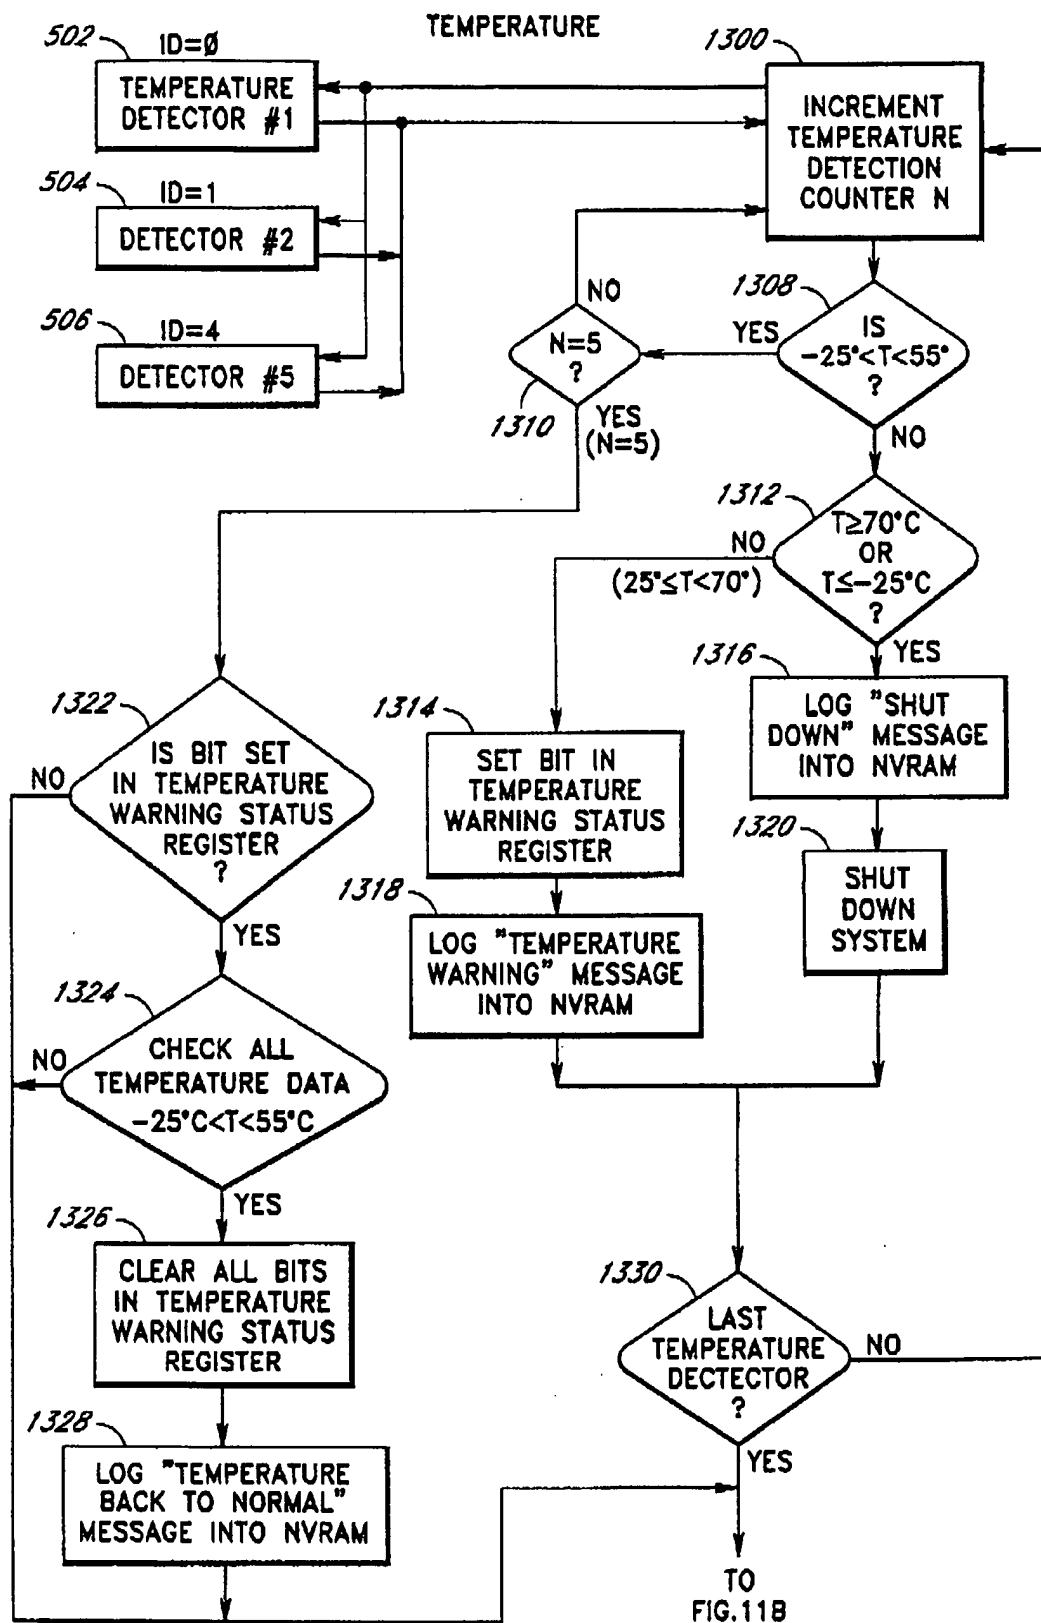 TEMPERATURE
502
ID=Ø
TEMPERATURE
DETECTOR #1
504
ID=1
DETECTOR #2
506
ID=4
DETECTOR #5
1300
INCREMENT
TEMPERATURE
DETECTION
COUNTER N
1308
IS
-25°<T<55°
?
YES
NO
N=5
?
NO
1310
YES
(N=5)
1312
T≥70°C
OR
T≤-25°C
?
NO
(25°≤T<70°)
YES
1316
LOG "SHUT
DOWN" MESSAGE
INTO NVRAM
1320
SHUT
DOWN
SYSTEM
1314
SET BIT IN
TEMPERATURE
WARNING STATUS
REGISTER
1318
LOG "TEMPERATURE
WARNING" MESSAGE
INTO NVRAM
1322
IS BIT SET
IN TEMPERATURE
WARNING STATUS
REGISTER
?
NO
YES
1324
CHECK ALL
TEMPERATURE DATA
-25°C<T<55°C
NO
YES
1326
CLEAR ALL BITS
IN TEMPERATURE
WARNING STATUS
REGISTER
1328
LOG "TEMPERATURE
BACK TO NORMAL"
MESSAGE INTO NVRAM
1330
LAST
TEMPERATURE
DECTECTOR
?
NO
YES
TO
FIG.11B